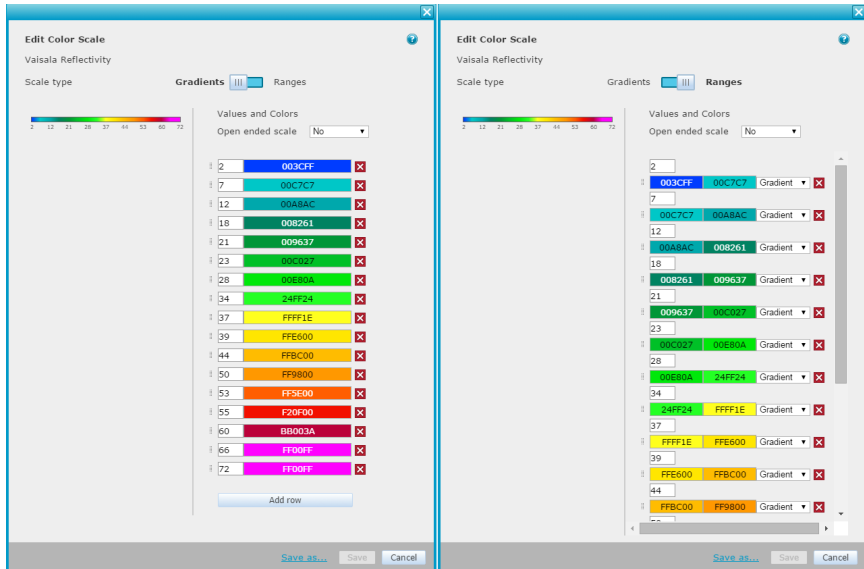 Edit Color Scale
Vaisala Reflectivity
Scale type Gradients Ranges
Values and Colors
Open ended scale No
2 12 21 28 37 44 53 60 72
2 003CFF
7 00C7C7
12 00A8AC
18 008261
21 009637
23 00C027
28 00E80A
34 24FF24
37 FFFF1E
39 FFE600
44 FFBC00
50 FF9800
53 FF5E00
55 F20F00
60 BB003A
66 FF00FF
72 FF00FF
Add row
Save as... Save Cancel
Edit Color Scale
Vaisala Reflectivity
Scale type Gradients Ranges
Values and Colors
Open ended scale No
2 12 21 28 37 44 53 60 72
2
003CFF 00C7C7 Gradient
7
00C7C7 00A8AC Gradient
12
00A8AC 008261 Gradient
18
008261 009637 Gradient
21
009637 00C027 Gradient
23
00C027 00E80A Gradient
28
00E80A 24FF24 Gradient
34
24FF24 FFFF1E Gradient
37
FFFF1E FFE600 Gradient
39
FFE600 FFBC00 Gradient
44
FFBC00 FF9800 Gradient
Save as... Save Cancel